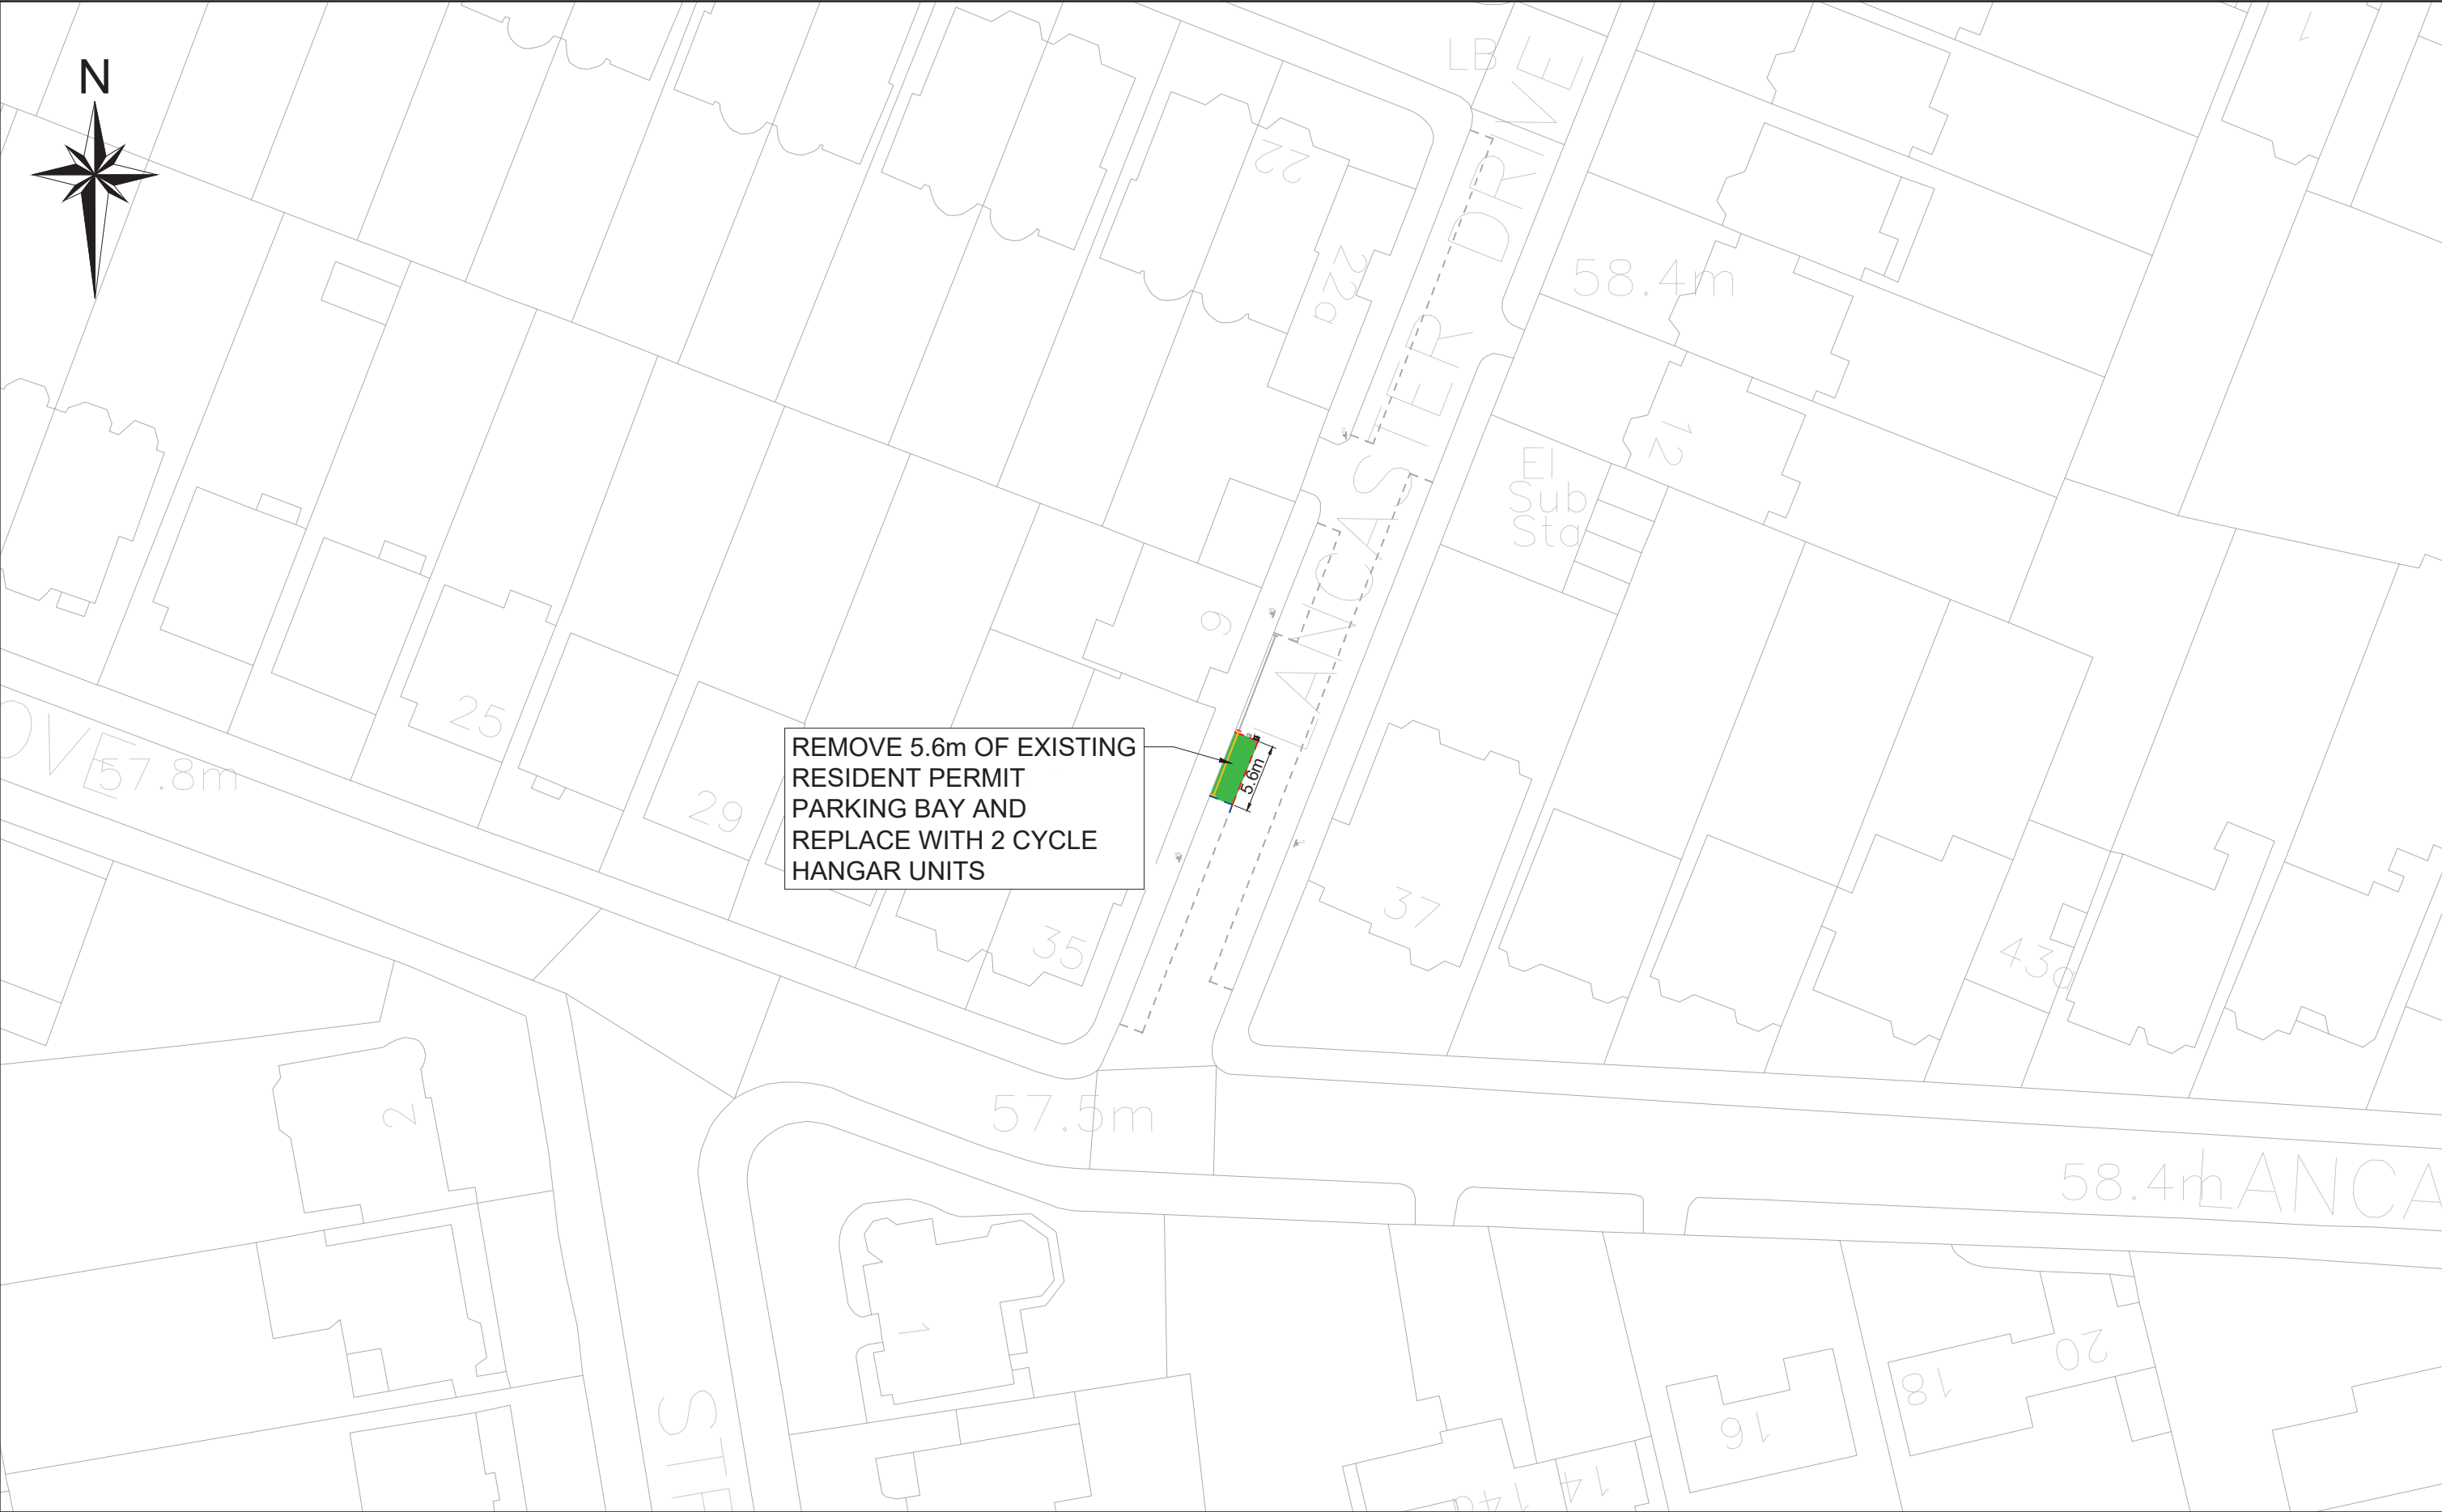 N
LB
LANCASTER DRIVE
22
22a
58.4m
12
El
Sub
Sta
9
25
OVE
57.8m
29
REMOVE 5.6m OF EXISTING
RESIDENT PERMIT
PARKING BAY AND
REPLACE WITH 2 CYCLE
HANGAR UNITS
5.6m
35
37
43a
2
57.5m
58.4m
LANCA
1
20
18
16
14